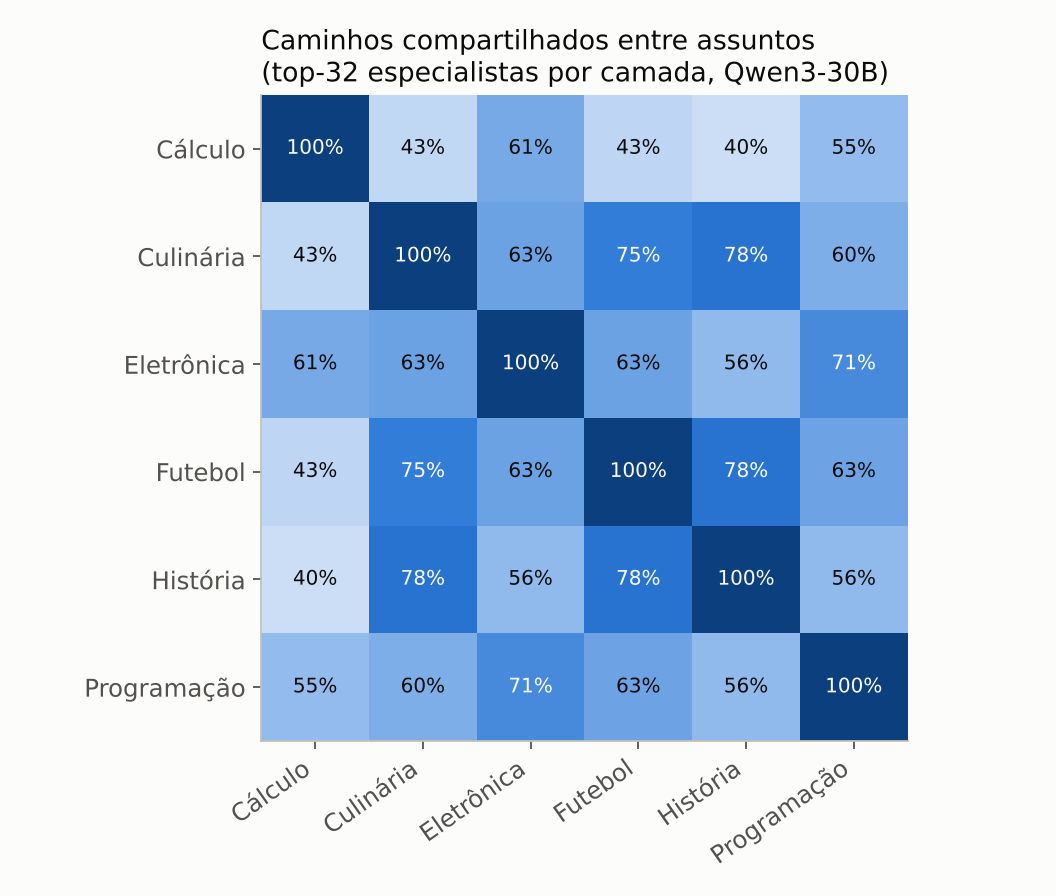 Caminhos compartilhados entre assuntos
(top-32 especialistas por camada, Qwen3-30B)
Cálculo 100% 43% 61% 43% 40% 55%
Culinária 43% 100% 63% 75% 78% 60%
Eletrônica 61% 63% 100% 63% 56% 71%
Futebol 43% 75% 63% 100% 78% 63%
História 40% 78% 56% 78% 100% 56%
Programação 55% 60% 71% 63% 56% 100%
Cálculo Culinária Eletrônica Futebol História Programação